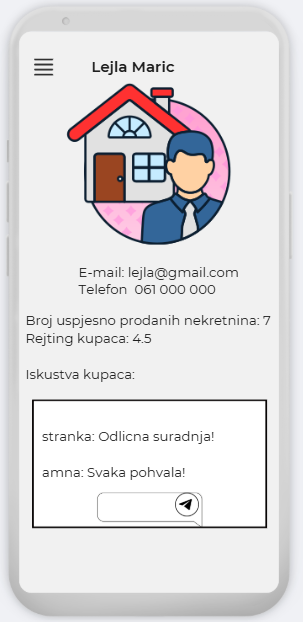 Lejla Maric
E-mail: lejla@gmail.com
Telefon 061 000 000
Broj uspjesno prodanih nekretnina: 7
Rejting kupaca: 4.5
Iskustva kupaca:
stranka: Odlicna suradnja!
amna: Svaka pohvala!